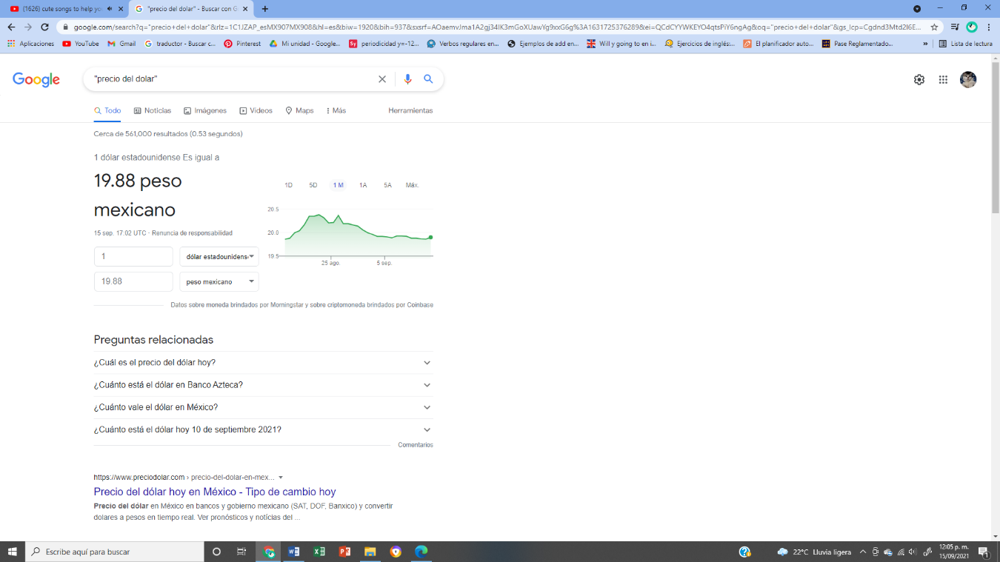 (1626) cute songs to help you
"precio del dolar" - Buscar con G
google.com/search?q="precio+del+dolar"&rlz=1C1JZAP_esMX907MX908&hl=es&biw=1920&bih=937&sxsrf=AOaemvJma1A2gj34lK3mGoXUawYg9xxG6g%3A1631725376289&ei=QCdCYYWKEYO4qtsPiY6ngAg&oq="precio+del+dolar"&gs_lcp=Cgdnd3Mtd2l6E...
Aplicaciones
YouTube
Gmail
traductor - Buscar c...
Pinterest
Mi unidad - Google...
periodicidad y=-12...
Verbos regulares en...
Ejemplos de add en...
Will y going to en i...
Ejercicios de inglés:...
El planificador auto...
Pase Reglamentado...
»
Lista de lectura
Google
"precio del dolar"
Todo
Noticias
Imágenes
Videos
Maps
Más
Herramientas
Cerca de 561,000 resultados (0.53 segundos)
1 dólar estadounidense Es igual a
19.88 peso
mexicano
15 sep. 17:02 UTC · Renuncia de responsabilidad
1
dólar estadounidens
19.88
peso mexicano
1D 5D 1 M 1A 5A Máx.
20.5
20.0
19.5
25 ago. 5 sep.
Datos sobre moneda brindados por Morningstar y sobre criptomoneda brindados por Coinbase
Preguntas relacionadas
¿Cuál es el precio del dólar hoy?
¿Cuánto está el dólar en Banco Azteca?
¿Cuánto vale el dólar en México?
¿Cuánto está el dólar hoy 10 de septiembre 2021?
Comentarios
https://www.preciodolar.com › precio-del-dolar-en-mex...
Precio del dólar hoy en México - Tipo de cambio hoy
Precio del dólar en México en bancos y gobierno mexicano (SAT, DOF, Banxico) y convertir
dolares a pesos en tiempo real. Ver pronósticos y notícias del ...
Escribe aquí para buscar
22°C Lluvia ligera
12:05 p. m.
15/09/2021
1